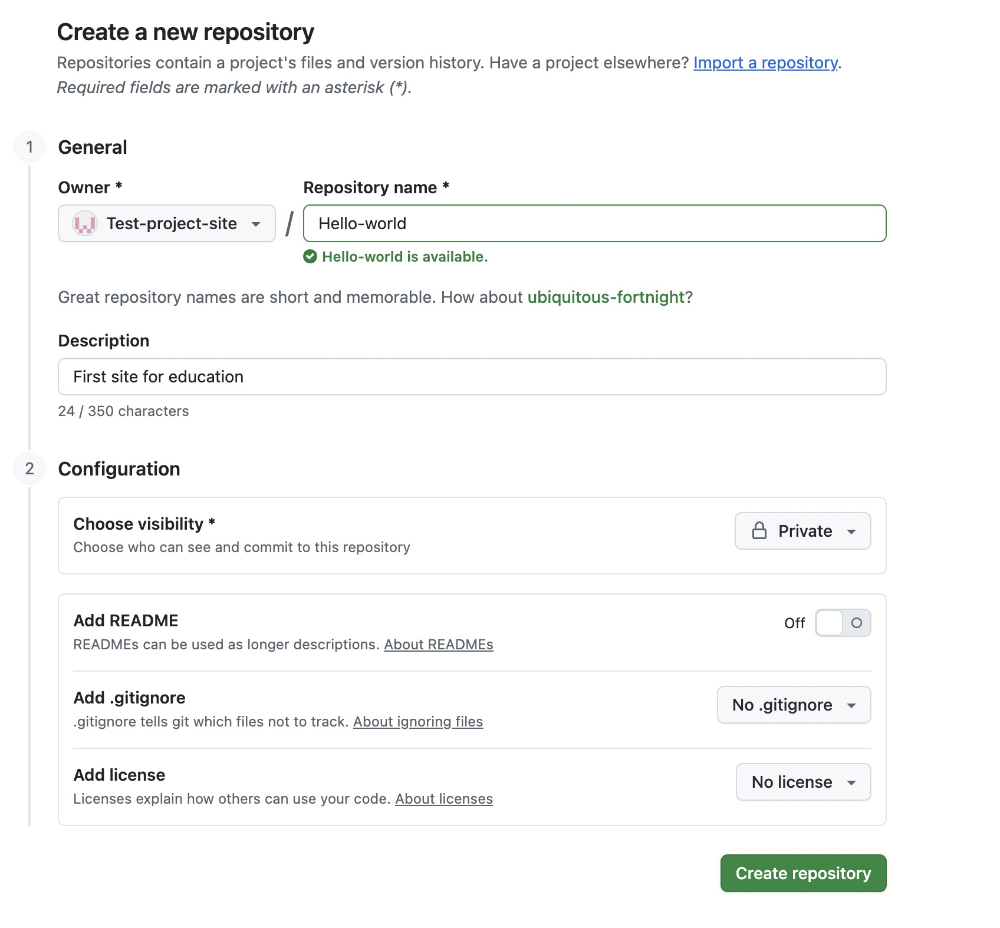 Create a new repository
Repositories contain a project's files and version history. Have a project elsewhere? Import a repository.
Required fields are marked with an asterisk (*).
1 General
Owner * Repository name *
Test-project-site / Hello-world
Hello-world is available.
Great repository names are short and memorable. How about ubiquitous-fortnight?
Description
First site for education
24 / 350 characters
2 Configuration
Choose visibility *
Private
Choose who can see and commit to this repository
Add README
Off
READMEs can be used as longer descriptions. About READMEs
Add .gitignore
No .gitignore
.gitignore tells git which files not to track. About ignoring files
Add license
No license
Licenses explain how others can use your code. About licenses
Create repository